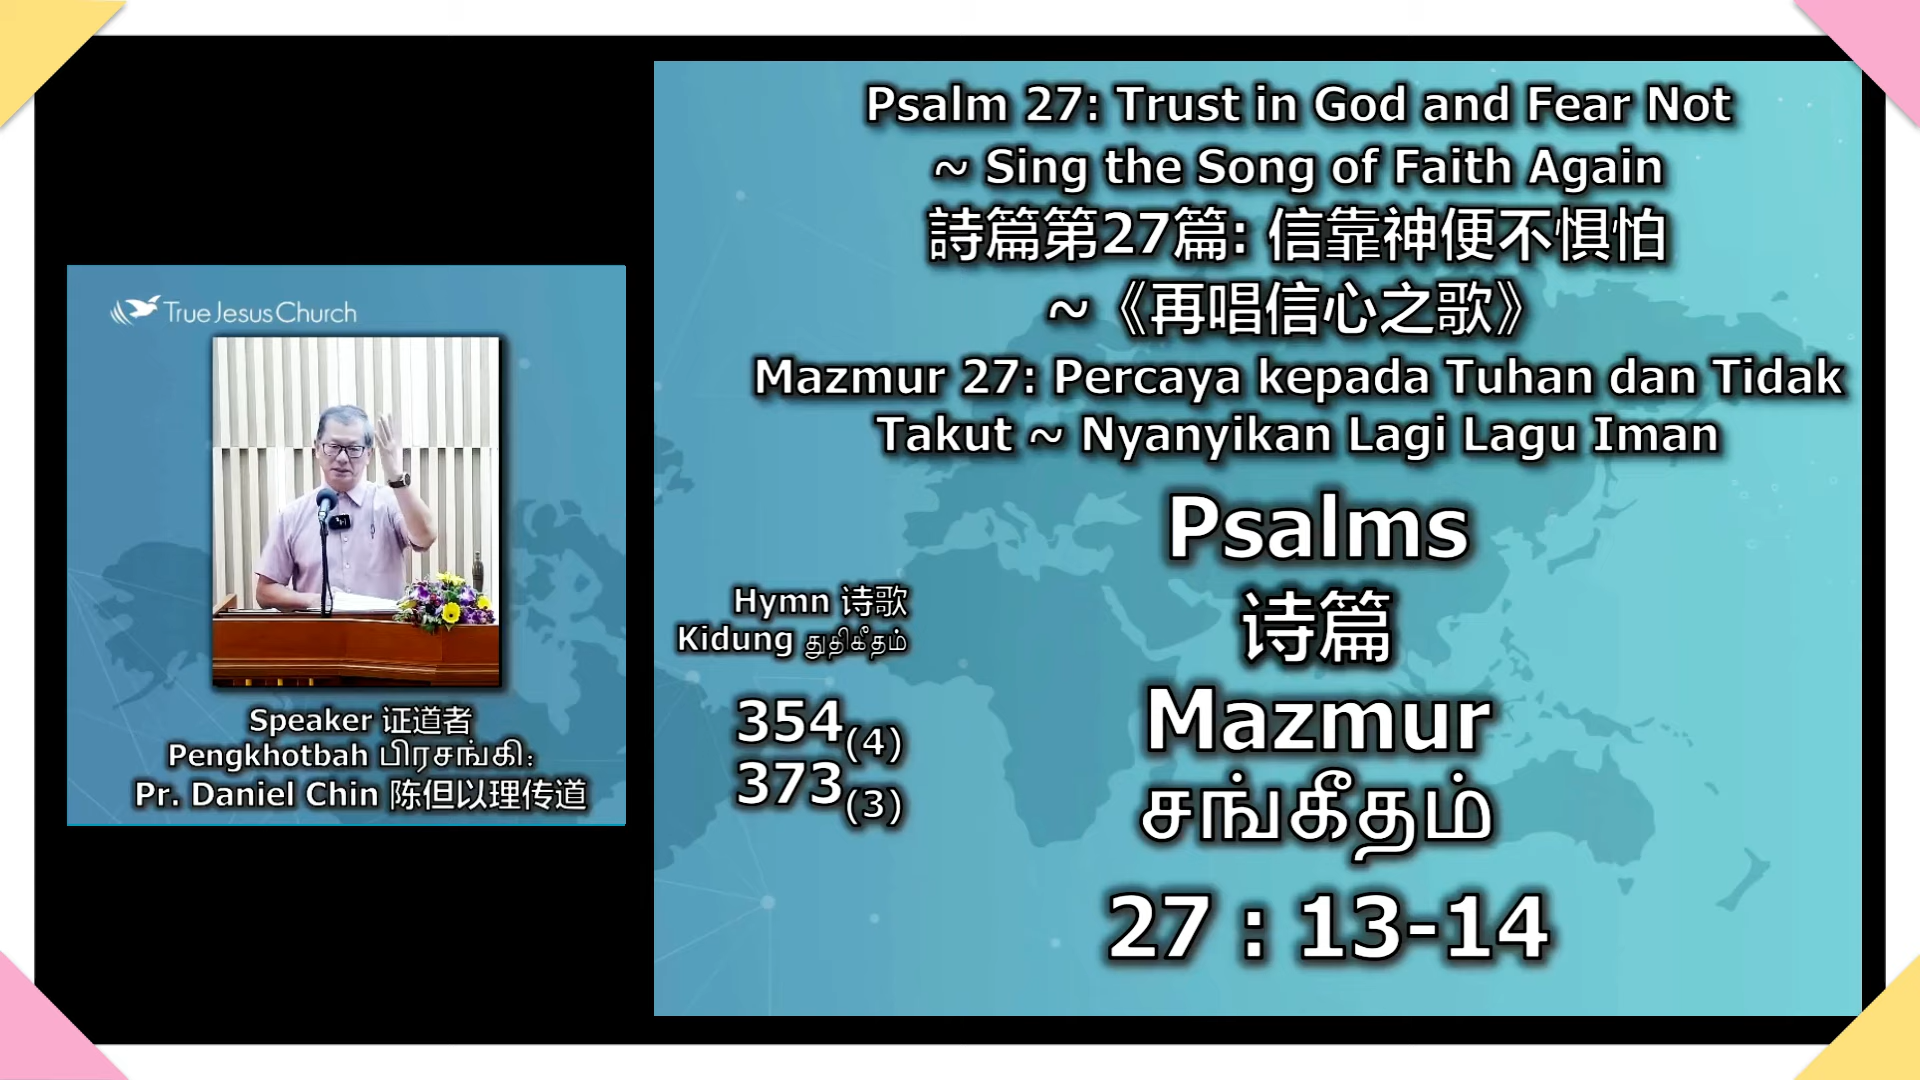 True Jesus Church
Speaker 证道者
Pengkhotbah பிரசங்கி:
Pr. Daniel Chin 陈但以理传道
Psalm 27: Trust in God and Fear Not
~ Sing the Song of Faith Again
詩篇第27篇: 信靠神便不惧怕
~《再唱信心之歌》
Mazmur 27: Percaya kepada Tuhan dan Tidak
Takut ~ Nyanyikan Lagi Lagu Iman
Hymn 诗歌
Kidung துதிகீதம்
354(4)
373(3)
Psalms
诗篇
Mazmur
சங்கீதம்
27 : 13-14